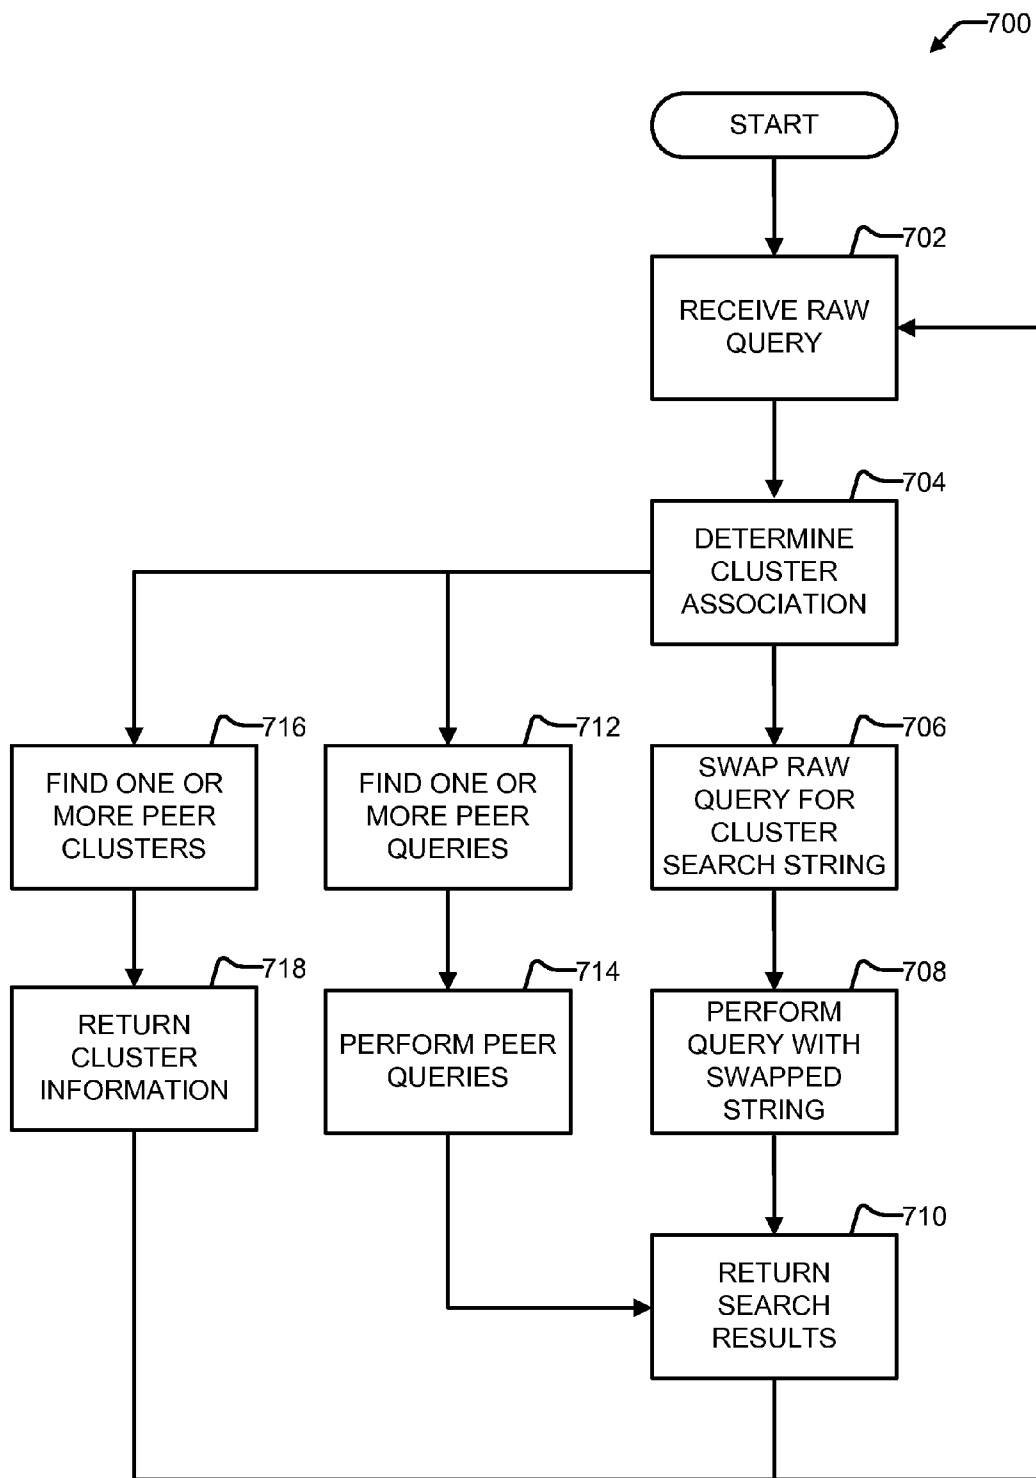 700
START
702
RECEIVE RAW
QUERY
704
DETERMINE
CLUSTER
ASSOCIATION
716
FIND ONE OR
MORE PEER
CLUSTERS
712
FIND ONE OR
MORE PEER
QUERIES
706
SWAP RAW
QUERY FOR
CLUSTER
SEARCH STRING
718
RETURN
CLUSTER
INFORMATION
714
PERFORM PEER
QUERIES
708
PERFORM
QUERY WITH
SWAPPED
STRING
710
RETURN
SEARCH
RESULTS